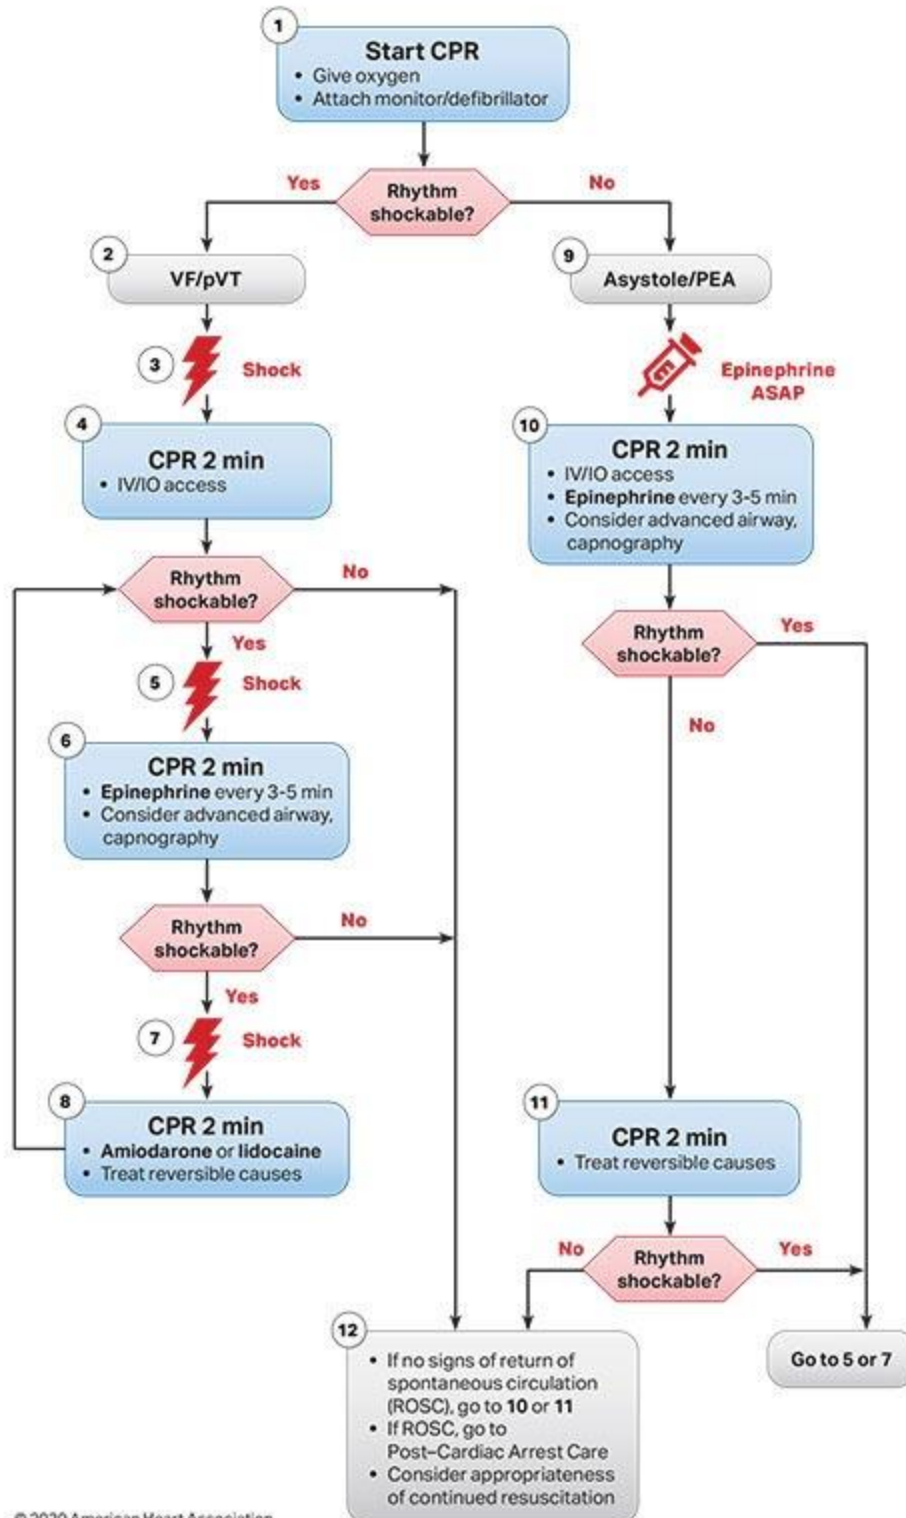 1
Start CPR
• Give oxygen
• Attach monitor/defibrillator
Rhythm
shockable?
Yes
No
2
VF/pVT
3
Shock
4
CPR 2 min
• IV/IO access
Rhythm
shockable?
No
Yes
5
Shock
6
CPR 2 min
• Epinephrine every 3-5 min
• Consider advanced airway,
capnography
Rhythm
shockable?
No
Yes
7
Shock
8
CPR 2 min
• Amiodarone or lidocaine
• Treat reversible causes
9
Asystole/PEA
Epinephrine
ASAP
10
CPR 2 min
• IV/IO access
• Epinephrine every 3-5 min
• Consider advanced airway,
capnography
Rhythm
shockable?
Yes
No
11
CPR 2 min
• Treat reversible causes
Rhythm
shockable?
No
Yes
12
• If no signs of return of
spontaneous circulation
(ROSC), go to 10 or 11
• If ROSC, go to
Post–Cardiac Arrest Care
• Consider appropriateness
of continued resuscitation
Go to 5 or 7
© 2020 American Heart Association